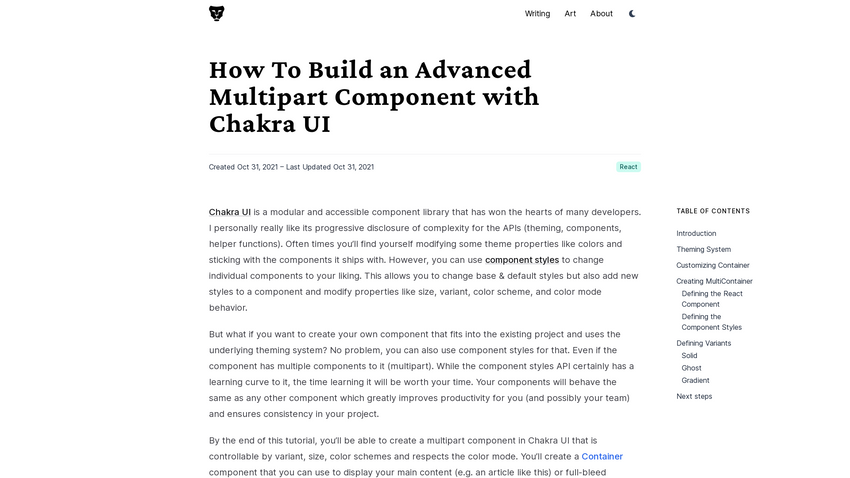 Writing Art About
How To Build an Advanced
Multipart Component with
Chakra UI
Created Oct 31, 2021 – Last Updated Oct 31, 2021
React
Chakra UI is a modular and accessible component library that has won the hearts of many developers.
I personally really like its progressive disclosure of complexity for the APIs (theming, components,
helper functions). Often times you'll find yourself modifying some theme properties like colors and
sticking with the components it ships with. However, you can use component styles to change
individual components to your liking. This allows you to change base & default styles but also add new
styles to a component and modify properties like size, variant, color scheme, and color mode
behavior.
But what if you want to create your own component that fits into the existing project and uses the
underlying theming system? No problem, you can also use component styles for that. Even if the
component has multiple components to it (multipart). While the component styles API certainly has a
learning curve to it, the time learning it will be worth your time. Your components will behave the
same as any other component which greatly improves productivity for you (and possibly your team)
and ensures consistency in your project.
By the end of this tutorial, you'll be able to create a multipart component in Chakra UI that is
controllable by variant, size, color schemes and respects the color mode. You'll create a Container
component that you can use to display your main content (e.g. an article like this) or full-bleed
TABLE OF CONTENTS
Introduction
Theming System
Customizing Container
Creating MultiContainer
Defining the React
Component
Defining the
Component Styles
Defining Variants
Solid
Ghost
Gradient
Next steps